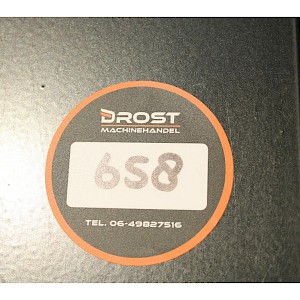 DROST
MACHINEHANDEL
658
TEL. 06-49827516